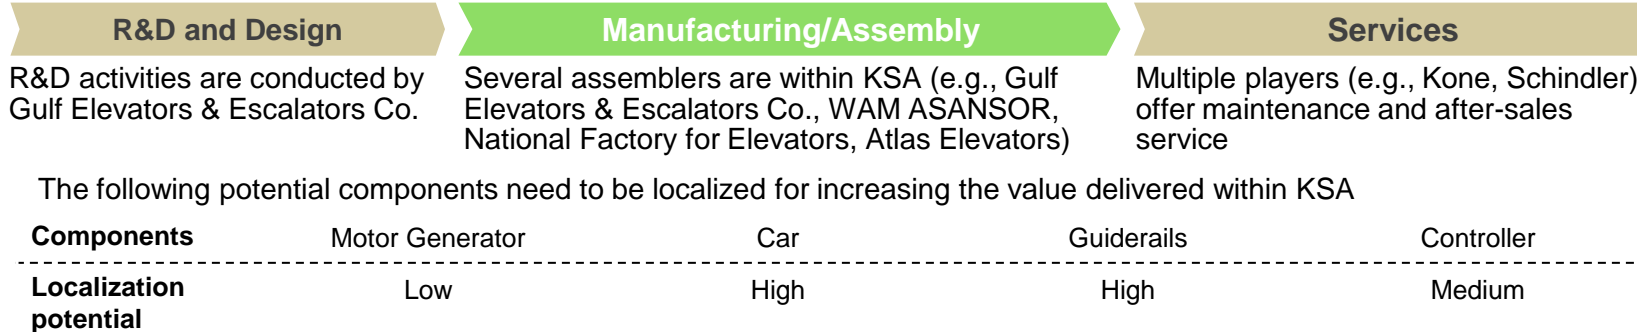 R&D and Design
Manufacturing/Assembly
Services
R&D activities are conducted by
Gulf Elevators & Escalators Co.
Several assemblers are within KSA (e.g., Gulf
Elevators & Escalators Co., WAM ASANSOR,
National Factory for Elevators, Atlas Elevators)
Multiple players (e.g., Kone, Schindler)
offer maintenance and after-sales
service
The following potential components need to be localized for increasing the value delivered within KSA
Components Motor Generator Car Guiderails Controller
Localization
potential Low High High Medium